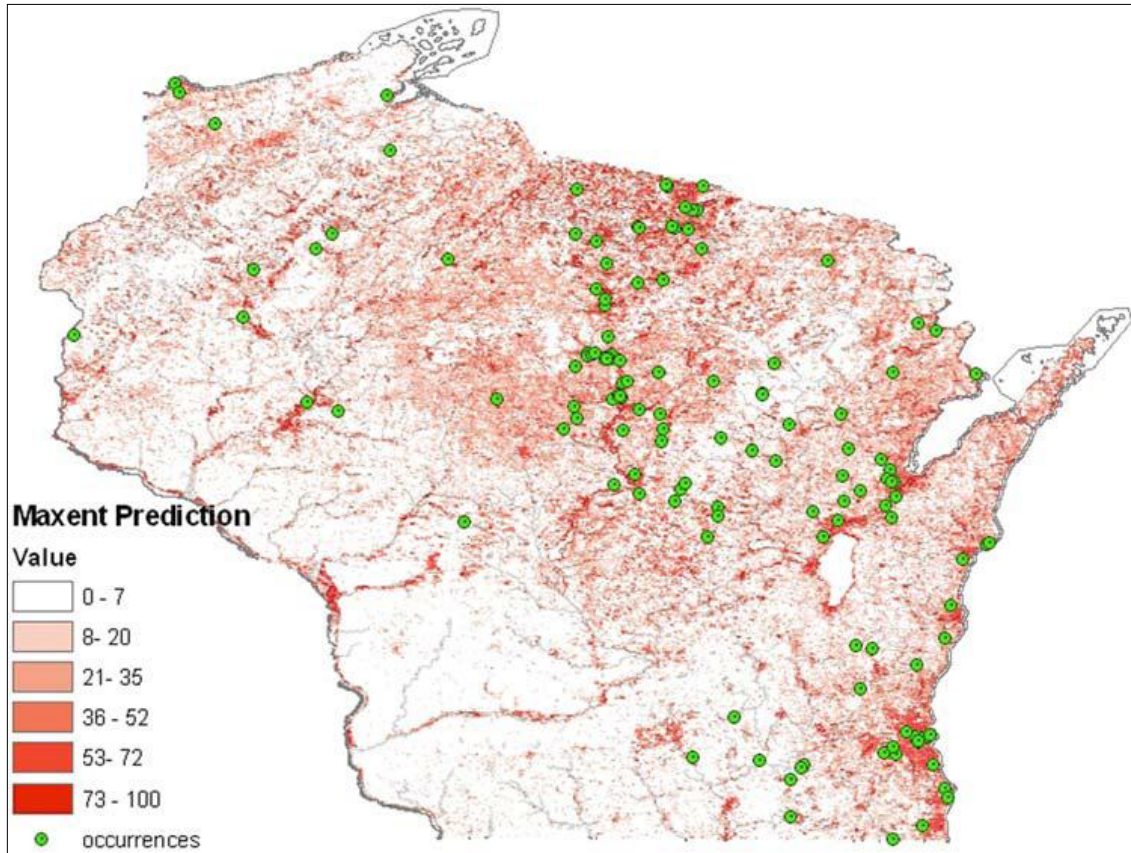 Maxent Prediction
Value
0 - 7
8- 20
21- 35
36 - 52
53- 72
73 - 100
occurrences